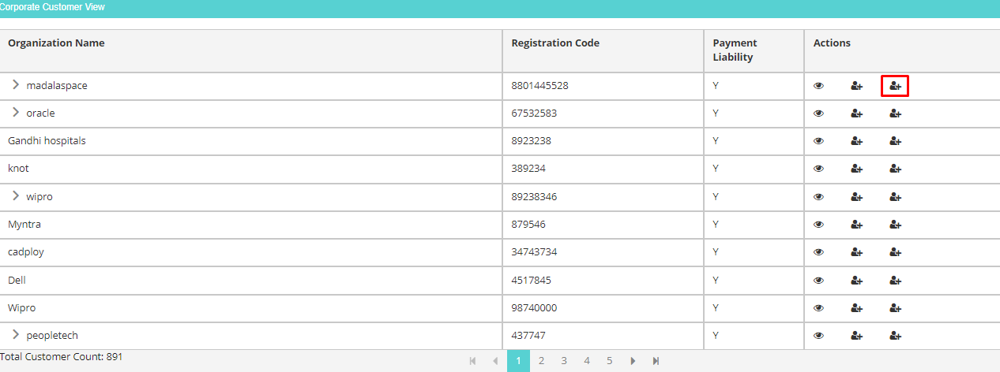 Corporate Customer View
Organization Name Registration Code Payment Liability Actions
madalaspace 8801445528 Y
oracle 67532583 Y
Gandhi hospitals 8923238 Y
knot 389234 Y
wipro 89238346 Y
Myntra 879546 Y
cadploy 34743734 Y
Dell 4517845 Y
Wipro 98740000 Y
peopletech 437747 Y
Total Customer Count: 891 1 2 3 4 5